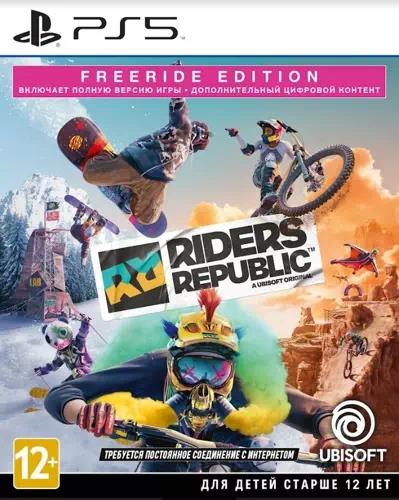 PS5
FREERIDE EDITION
ВКЛЮЧАЕТ ПОЛНУЮ ВЕРСИЮ ИГРЫ • ДОПОЛНИТЕЛЬНЫЙ ЦИФРОВОЙ КОНТЕНТ
RIDERS
REPUBLIC™
A UBISOFT ORIGINAL
ТРЕБУЕТСЯ ПОСТОЯННОЕ СОЕДИНЕНИЕ С ИНТЕРНЕТОМ
12+
UBISOFT
ДЛЯ ДЕТЕЙ СТАРШЕ 12 ЛЕТ